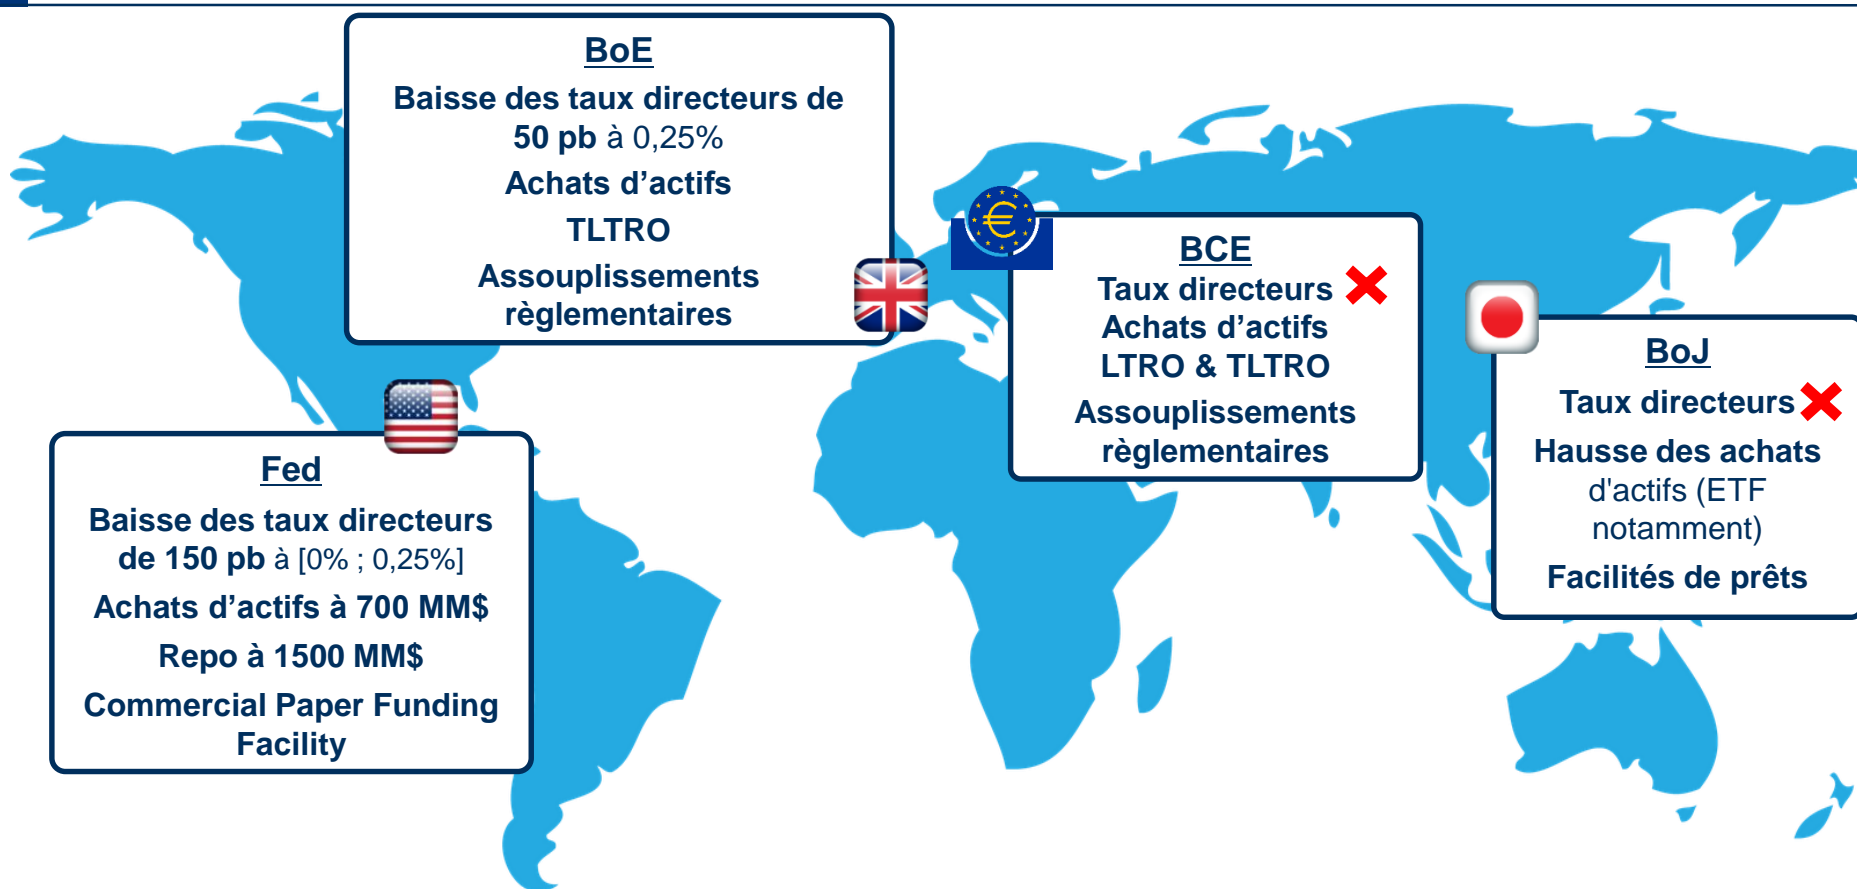 BoE
Baisse des taux directeurs de
50 pb à 0,25%
Achats d’actifs
TLTRO
Assouplissements
règlementaires
BCE
Taux directeurs
Achats d’actifs
LTRO & TLTRO
Assouplissements
règlementaires
BoJ
Taux directeurs
Hausse des achats
d'actifs (ETF
notamment)
Facilités de prêts
Fed
Baisse des taux directeurs
de 150 pb à [0% ; 0,25%]
Achats d’actifs à 700 MM$
Repo à 1500 MM$
Commercial Paper Funding
Facility